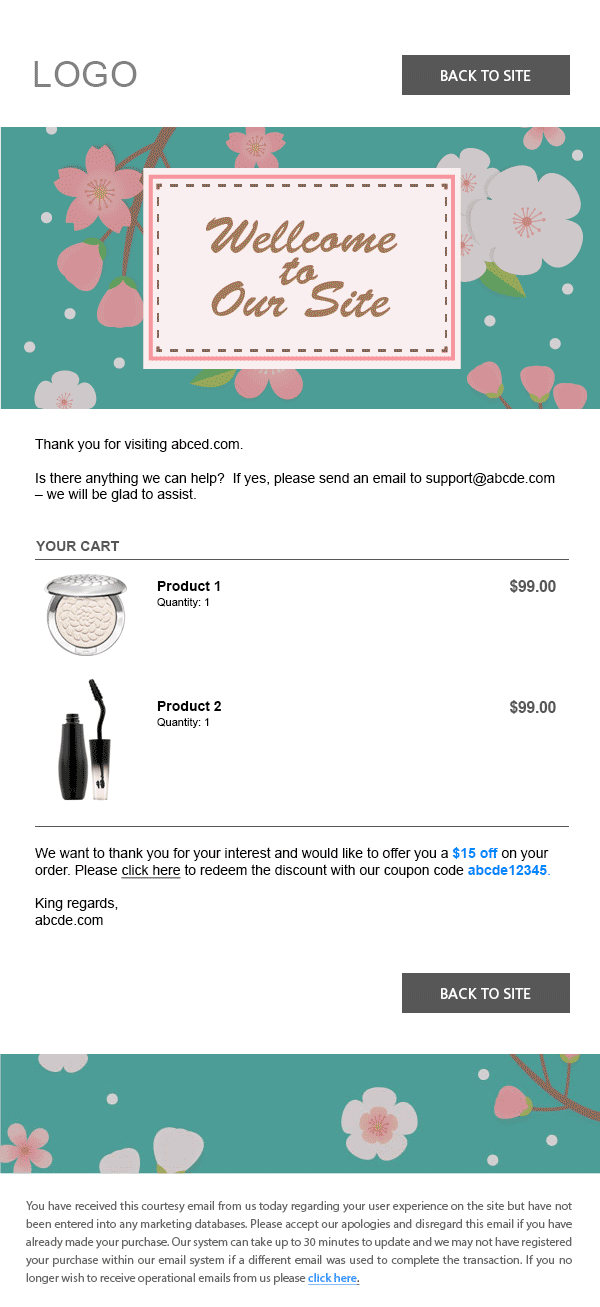 LOGO
BACK TO SITE
Wellcome
to
Our Site
Thank you for visiting abced.com.
Is there anything we can help?  If yes, please send an email to support@abcde.com
– we will be glad to assist.
YOUR CART
Product 1
$99.00
Quantity: 1
Product 2
$99.00
Quantity: 1
We want to thank you for your interest and would like to offer you a $15 off on your
order. Please click here to redeem the discount with our coupon code abcde12345.
King regards,
abcde.com
BACK TO SITE
You have received this courtesy email from us today regarding your user experience on the site but have not
been entered into any marketing databases. Please accept our apologies and disregard this email if you have
already made your purchase. Our system can take up to 30 minutes to update and we may not have registered
your purchase within our email system if a different email was used to complete the transaction. If you no
longer wish to receive operational emails from us please click here.